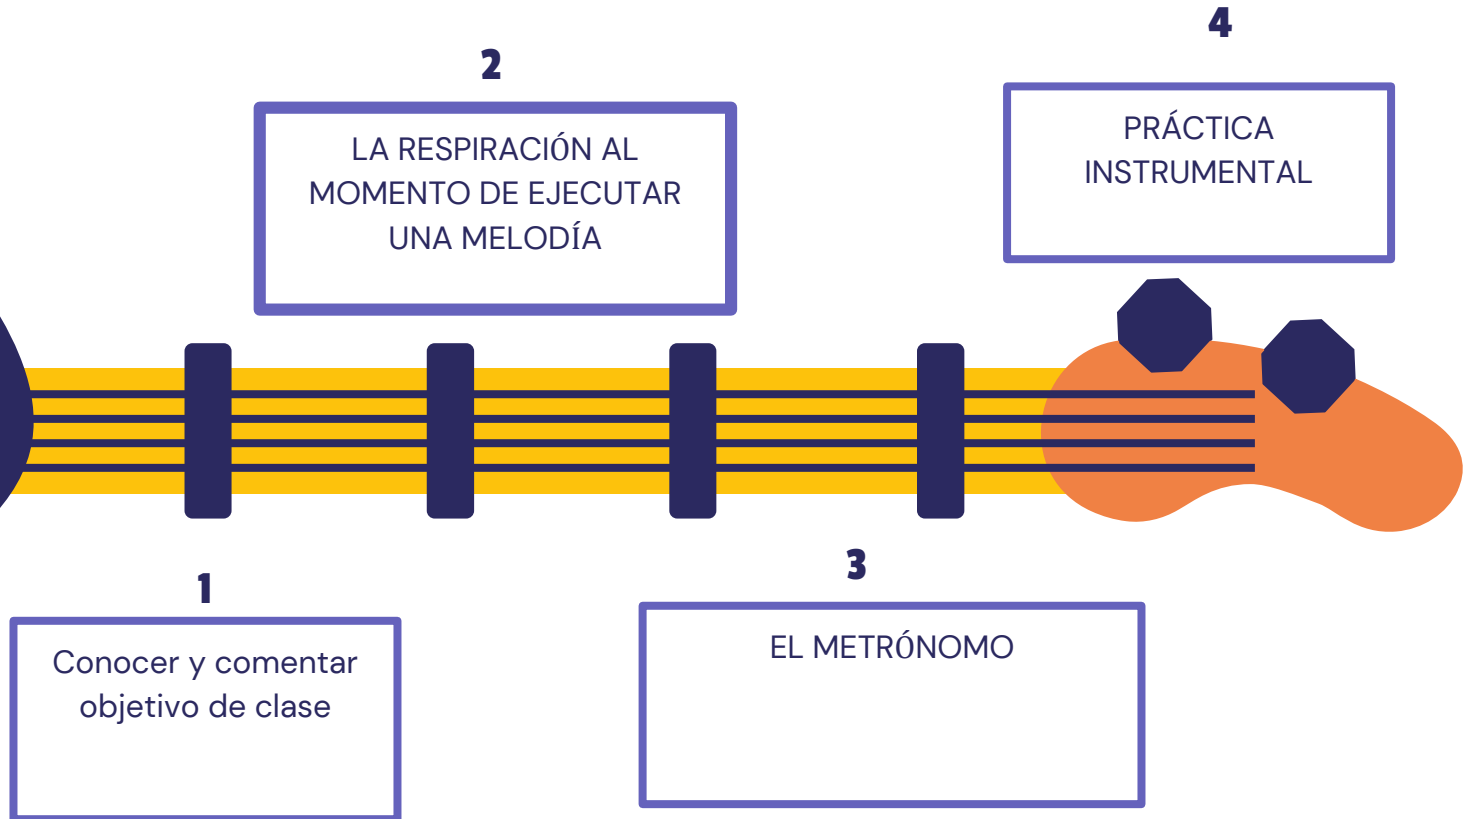 1
Conocer y comentar
objetivo de clase
2
LA RESPIRACIÓN AL
MOMENTO DE EJECUTAR
UNA MELODÍA
3
EL METRÓNOMO
4
PRÁCTICA
INSTRUMENTAL